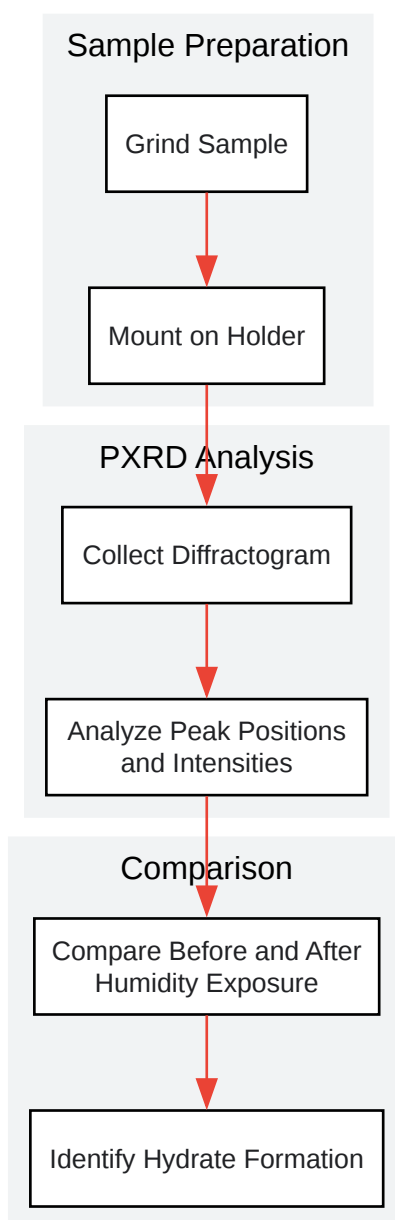 Sample Preparation
Grind Sample
Mount on Holder
PXRD Analysis
Collect Diffractogram
Analyze Peak Positions
and Intensities
Comparison
Compare Before and After
Humidity Exposure
Identify Hydrate Formation